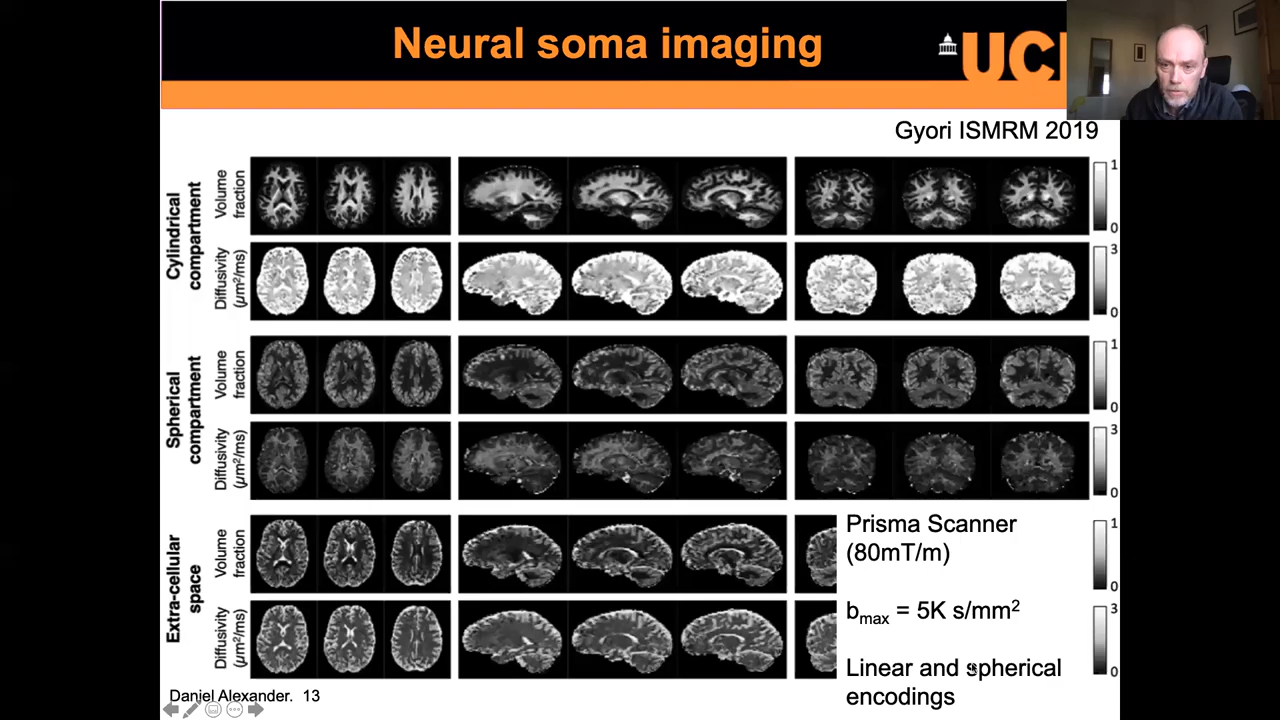 Neural soma imaging
UCL
Gyori ISMRM 2019
Cylindrical
compartment
Volume
fraction
1
0
Diffusivity
(µm²/ms)
3
0
Spherical
compartment
Volume
fraction
1
0
Diffusivity
(µm²/ms)
3
0
Extra-cellular
space
Volume
fraction
1
0
Diffusivity
(µm²/ms)
3
0
Prisma Scanner
(80mT/m)
bmax = 5K s/mm²
Linear and spherical
encodings
Daniel Alexander. 13